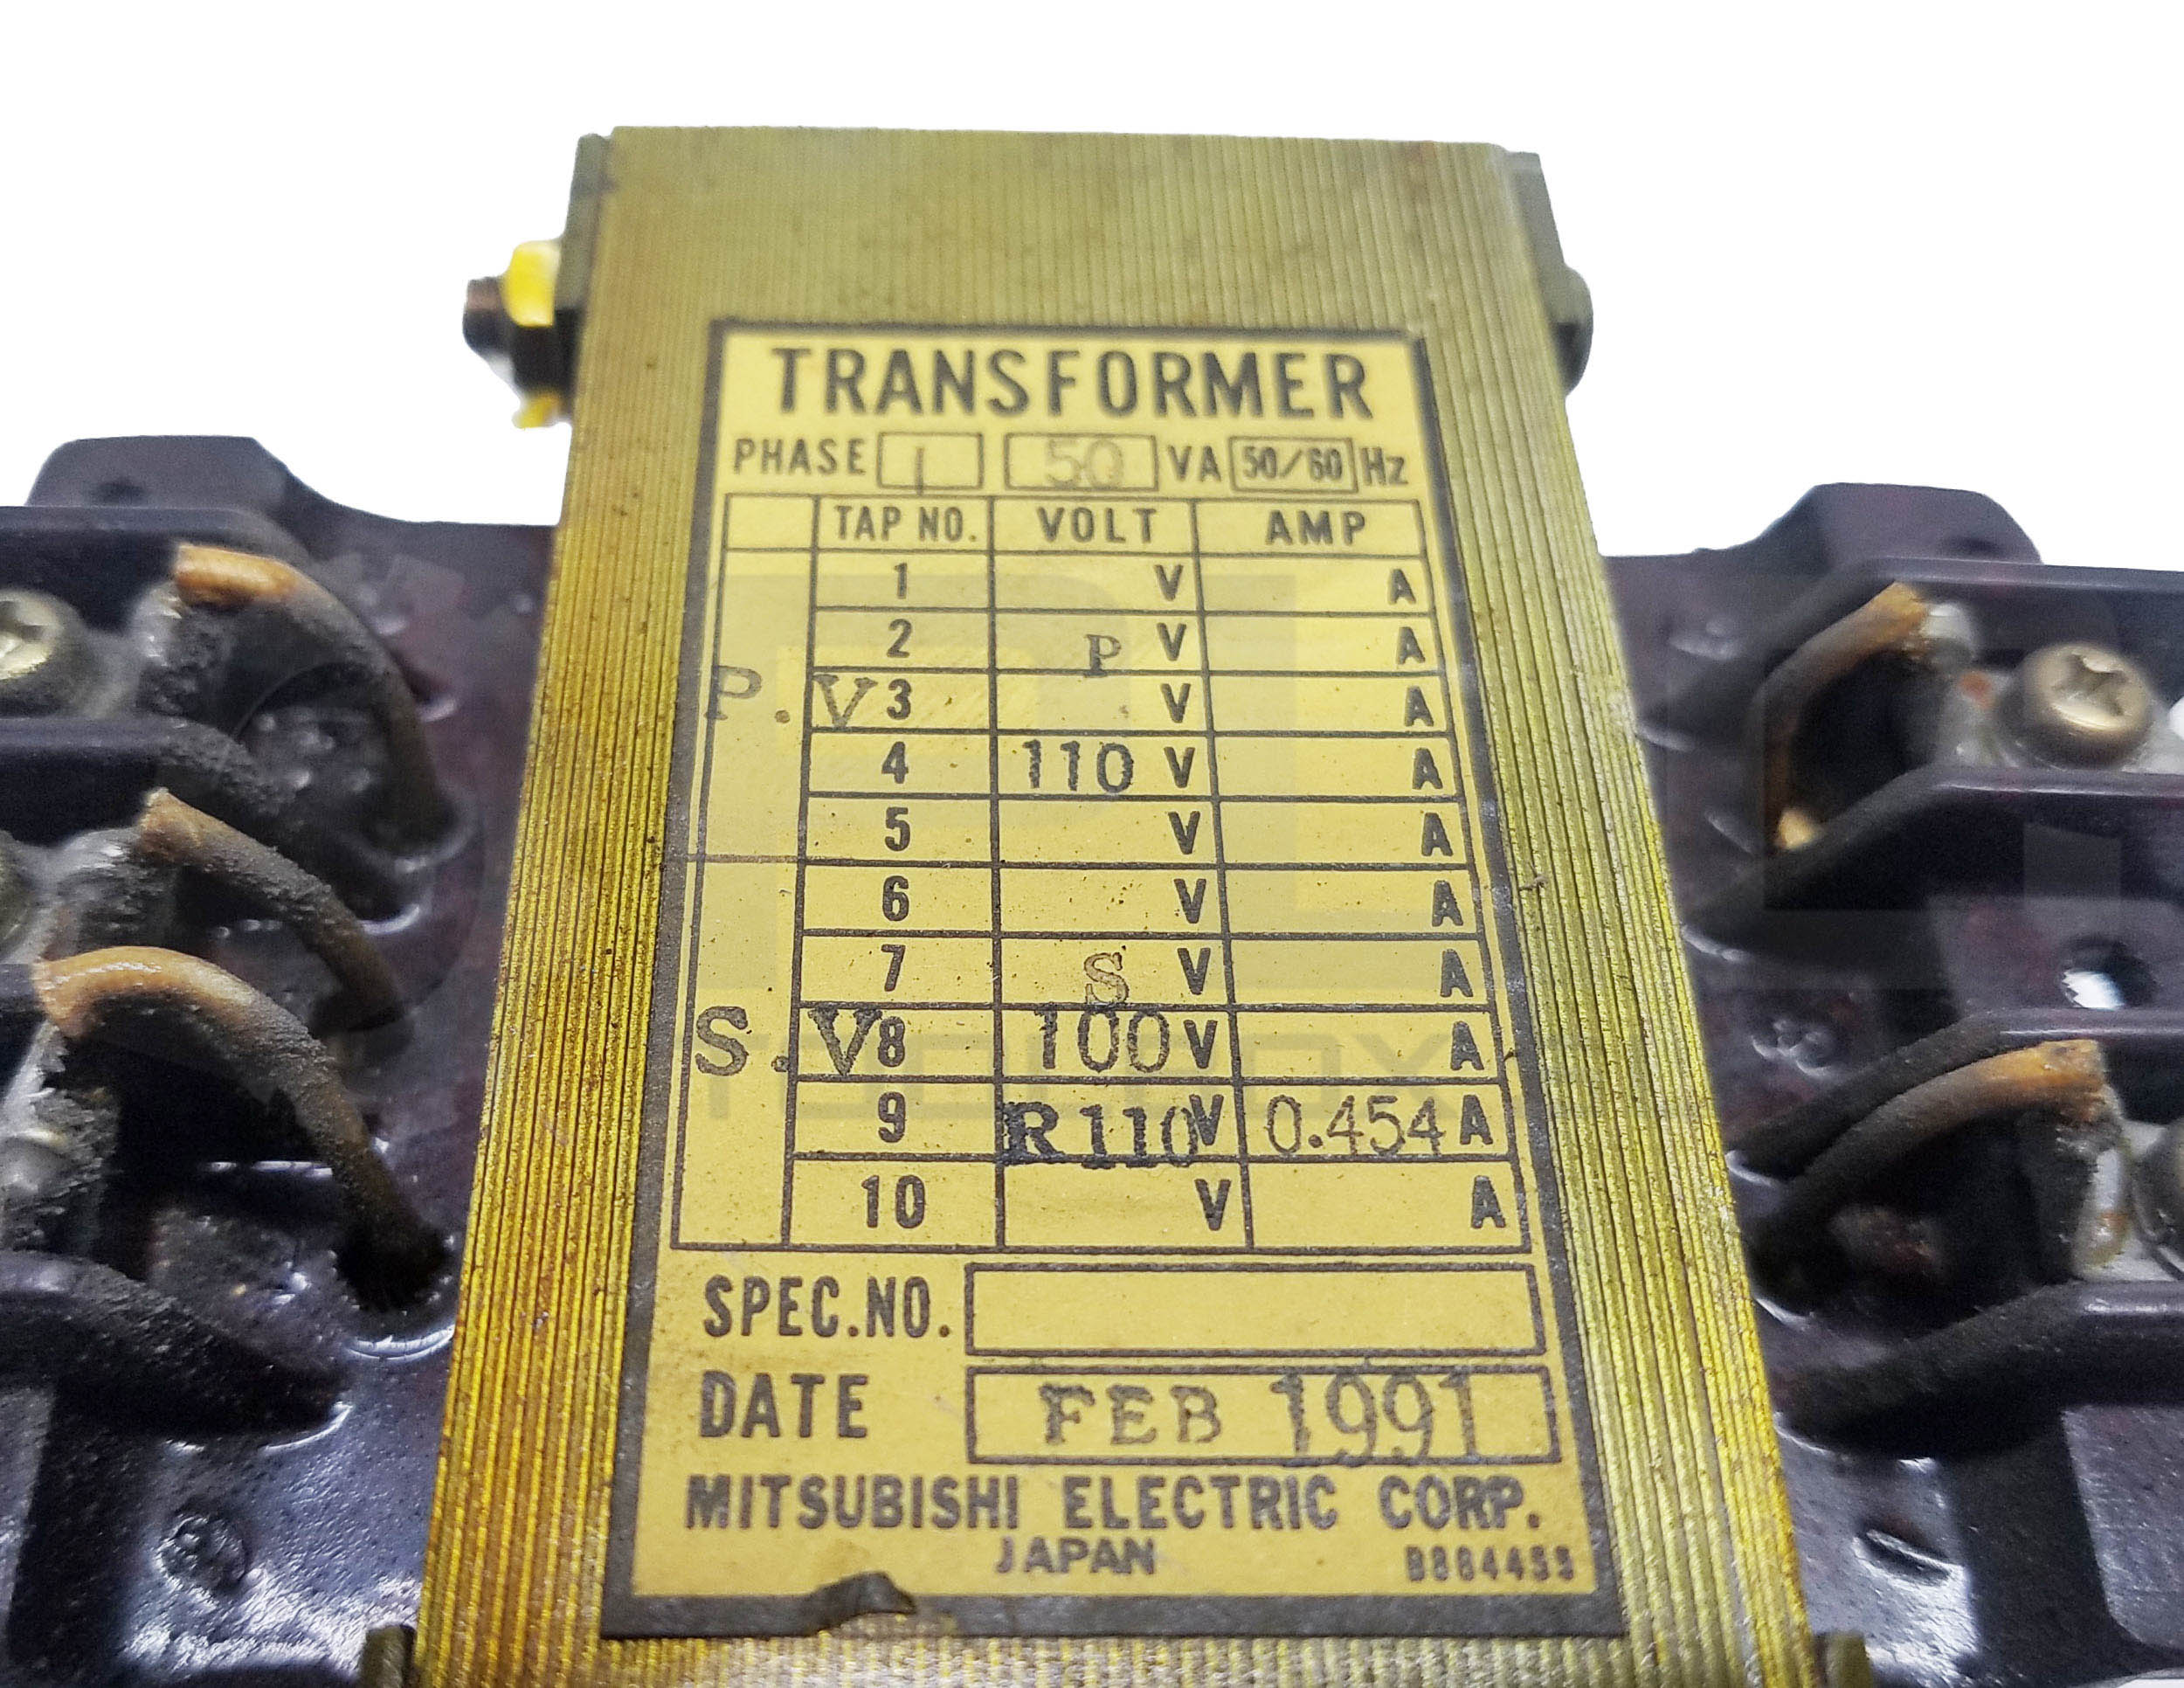 TRANSFORMER
PHASE 1 50 VA 50/60 Hz
TAP NO. VOLT AMP
1 V A
2 P V A
P.V 3 V A
4 110 V A
5 V A
6 V A
7 S V A
S.V 8 100 V A
9 R110 V 0.454 A
10 V A
SPEC.NO.
DATE FEB 1991
MITSUBISHI ELECTRIC CORP.
JAPAN